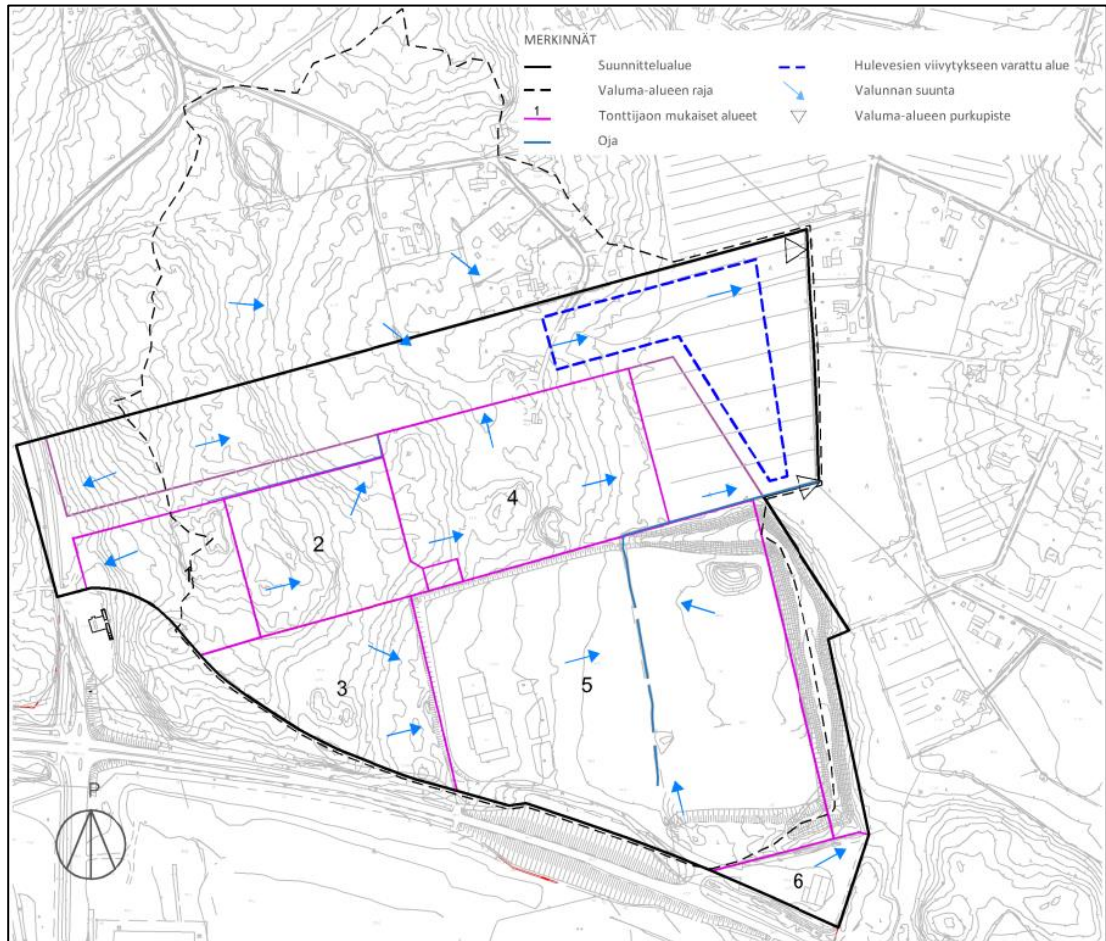 MERKINNÄT
Suunnittelualue
Valuma-alueen raja
1 Tonttijaon mukaiset alueet
Oja
Hulevesien viivytykseen varattu alue
Valunnan suunta
Valuma-alueen purkupiste
4
2
1
5
3
6
P